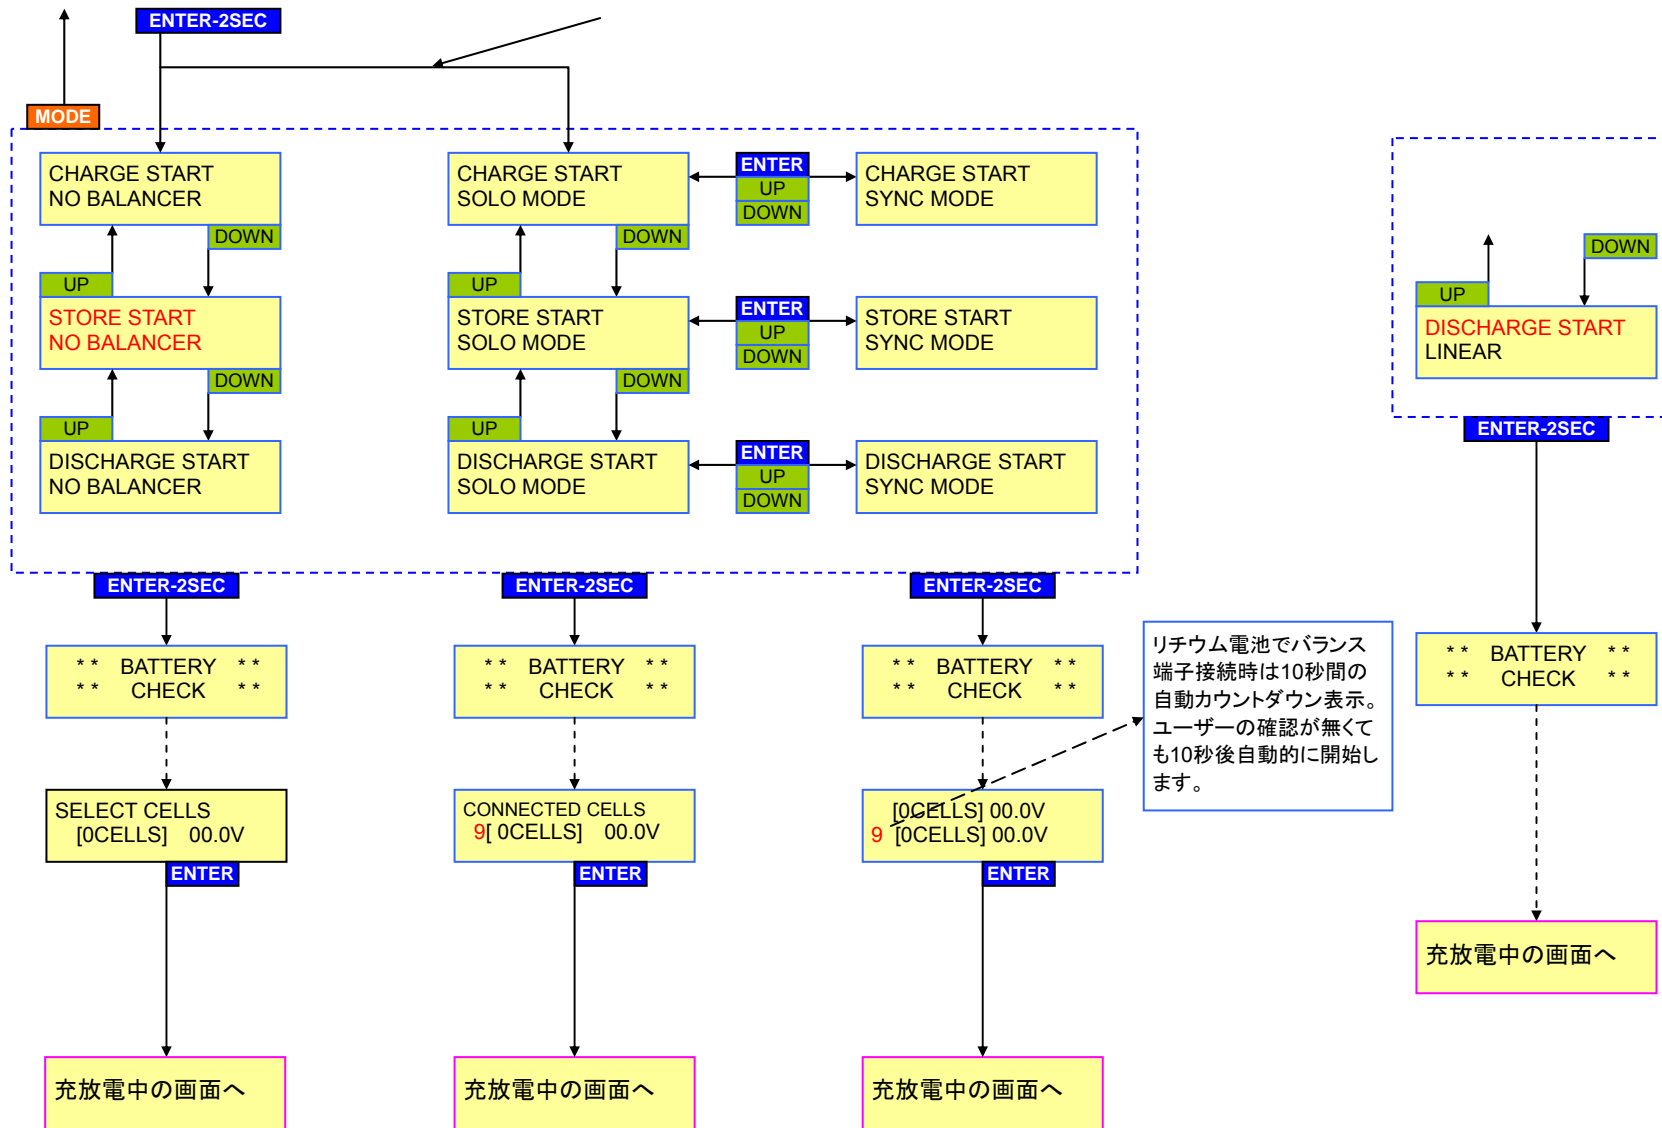 ENTER-2SEC
MODE
CHARGE START
NO BALANCER
DOWN
UP
STORE START
NO BALANCER
DOWN
UP
DISCHARGE START
NO BALANCER
CHARGE START
SOLO MODE
DOWN
UP
STORE START
SOLO MODE
DOWN
UP
DISCHARGE START
SOLO MODE
ENTER
UP
DOWN
ENTER
UP
DOWN
ENTER
UP
DOWN
CHARGE START
SYNC MODE
STORE START
SYNC MODE
DISCHARGE START
SYNC MODE
DOWN
UP
DISCHARGE START
LINEAR
ENTER-2SEC
ENTER-2SEC
ENTER-2SEC
ENTER-2SEC
** BATTERY **
** CHECK **
** BATTERY **
** CHECK **
** BATTERY **
** CHECK **
リチウム電池でバランス
端子接続時は10秒間の
自動カウントダウン表示。
ユーザーの確認が無くて
も10秒後自動的に開始し
ます。
** BATTERY **
** CHECK **
SELECT CELLS
[0CELLS] 00.0V
ENTER
CONNECTED CELLS
9[ 0CELLS] 00.0V
ENTER
[0CELLS] 00.0V
9 [0CELLS] 00.0V
ENTER
充放電中の画面へ
充放電中の画面へ
充放電中の画面へ
充放電中の画面へ